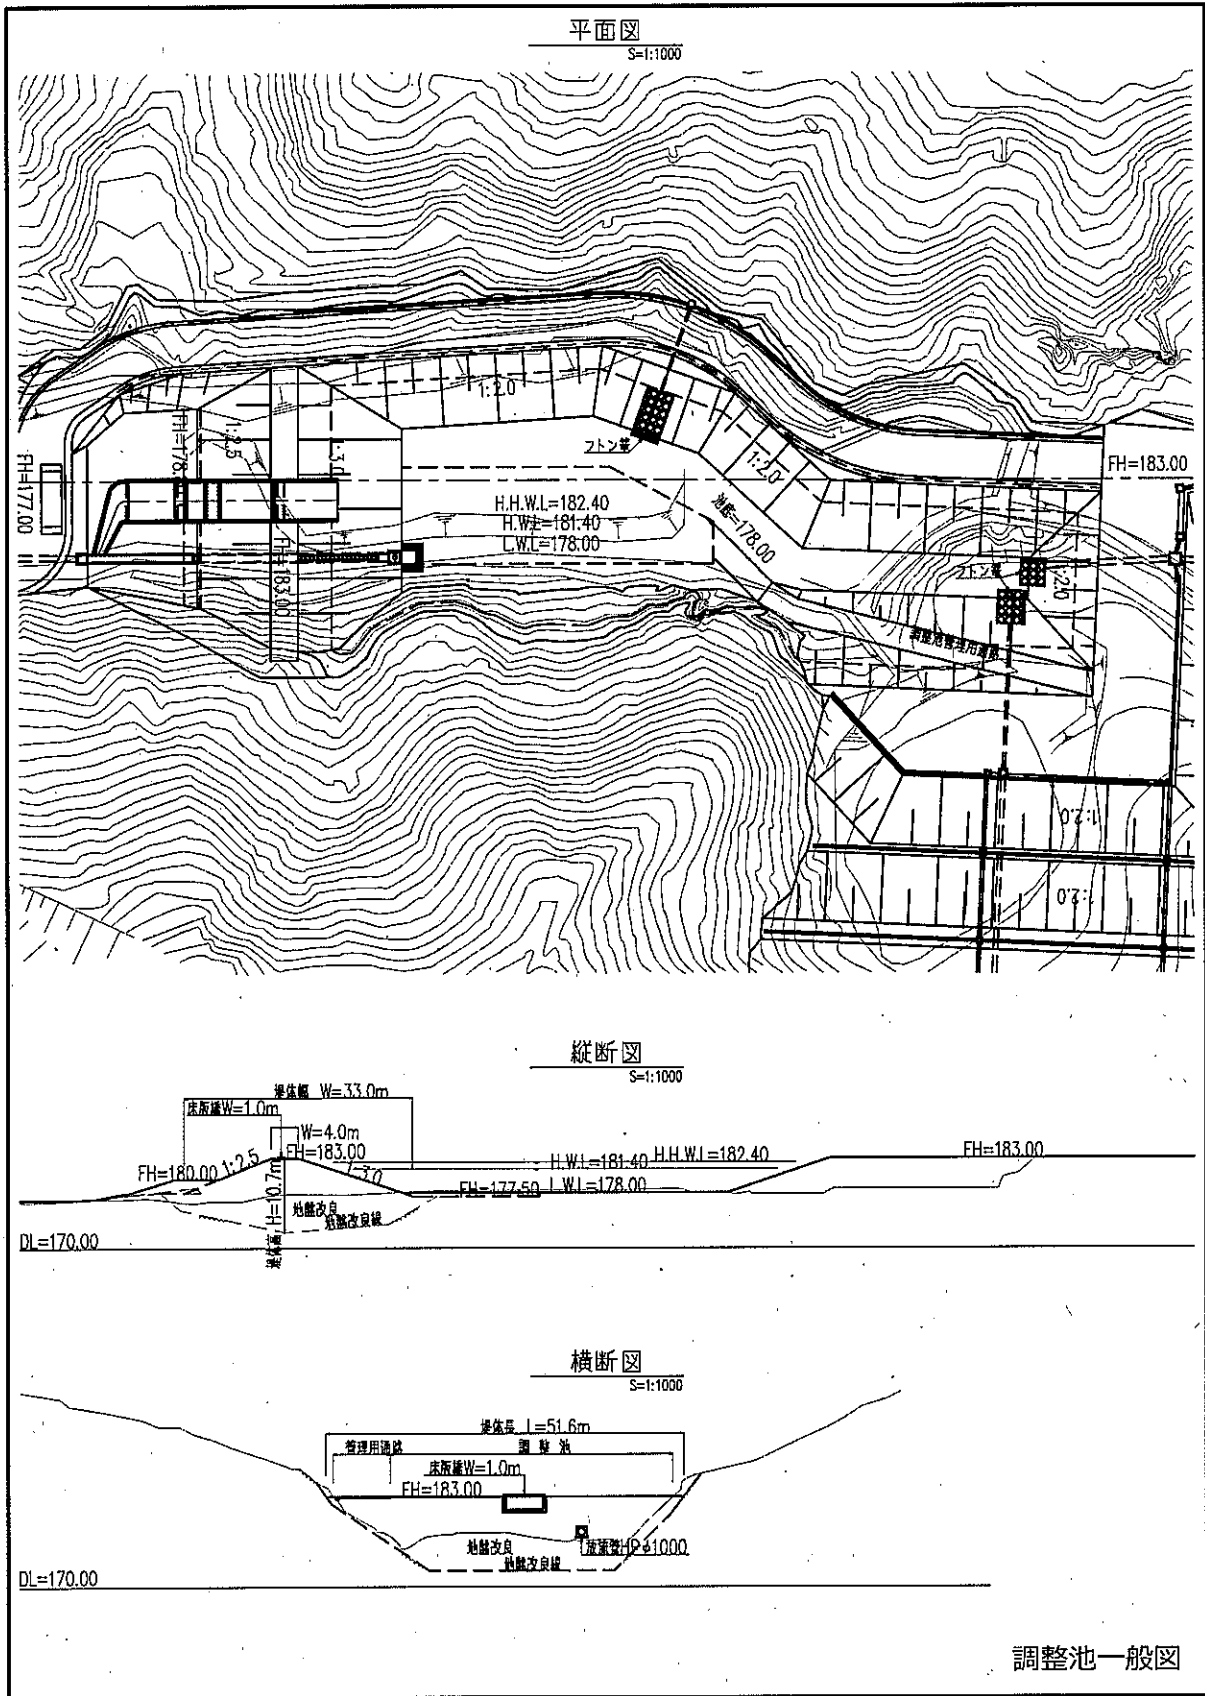 平面図
S=1:1000
1:2.0
フトン篭
FH=183.00
1:2.5
FH=178.
1:3.0
1:2.0
FH=177.00
H.H.W.L=182.40
H.W.L=181.40
L.W.L=178.00
池底=178.00
FH=183.00
フトン篭
1:2.0
調整池管理用通路
1:2.0
1:2.0
縦断図
S=1:1000
堤体幅 W=33.0m
床版橋W=1.0m
W=4.0m
FH=183.00
FH=180.00
1:2.5
3.0
H.W.L=181.40
H.H.W.L=182.40
FH=183.00
FH=177.50
L.W.L=178.00
地盤改良
地盤改良線
堤体高 H=10.7m
DL=170.00
横断図
S=1:1000
堤体長 L=51.6m
管理用通路
調整池
床版橋W=1.0m
FH=183.00
地盤改良
放流管HPφ1000
地盤改良線
DL=170.00
調整池一般図